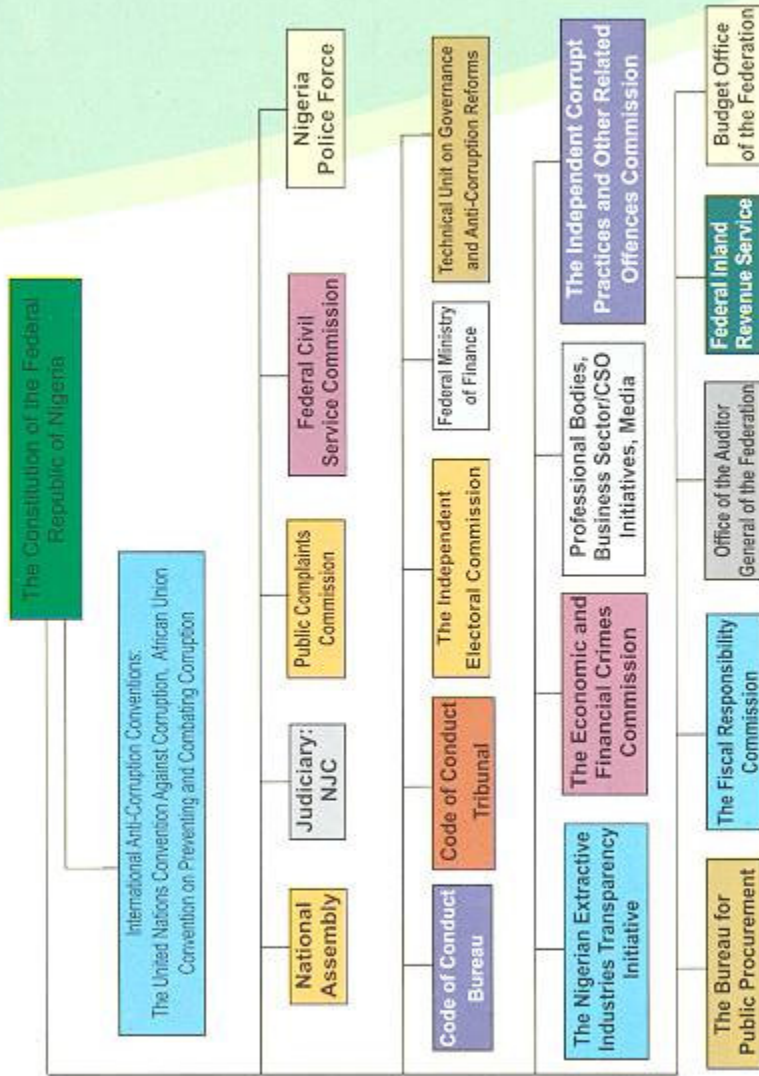 The Constitution of the Federal
Republic of Nigeria
International Anti-Corruption Conventions:
The United Nations Convention Against Corruption, African Union
Convention on Preventing and Combating Corruption
National
Assembly
Judiciary:
NJC
Public Complaints
Commission
Federal Civil
Service Commission
Nigeria
Police Force
Code of Conduct
Bureau
Code of Conduct
Tribunal
The Independent
Electoral Commission
Federal Ministry
of Finance
Technical Unit on Governance
and Anti-Corruption Reforms
The Nigerian Extractive
Industries Transparency
Initiative
The Economic and
Financial Crimes
Commission
Professional Bodies,
Business Sector/CSO
Initiatives, Media
The Independent Corrupt
Practices and Other Related
Offences Commission
The Bureau for
Public Procurement
The Fiscal Responsibility
Commission
Office of the Auditor
General of the Federation
Federal Inland
Revenue Service
Budget Office
of the Federation